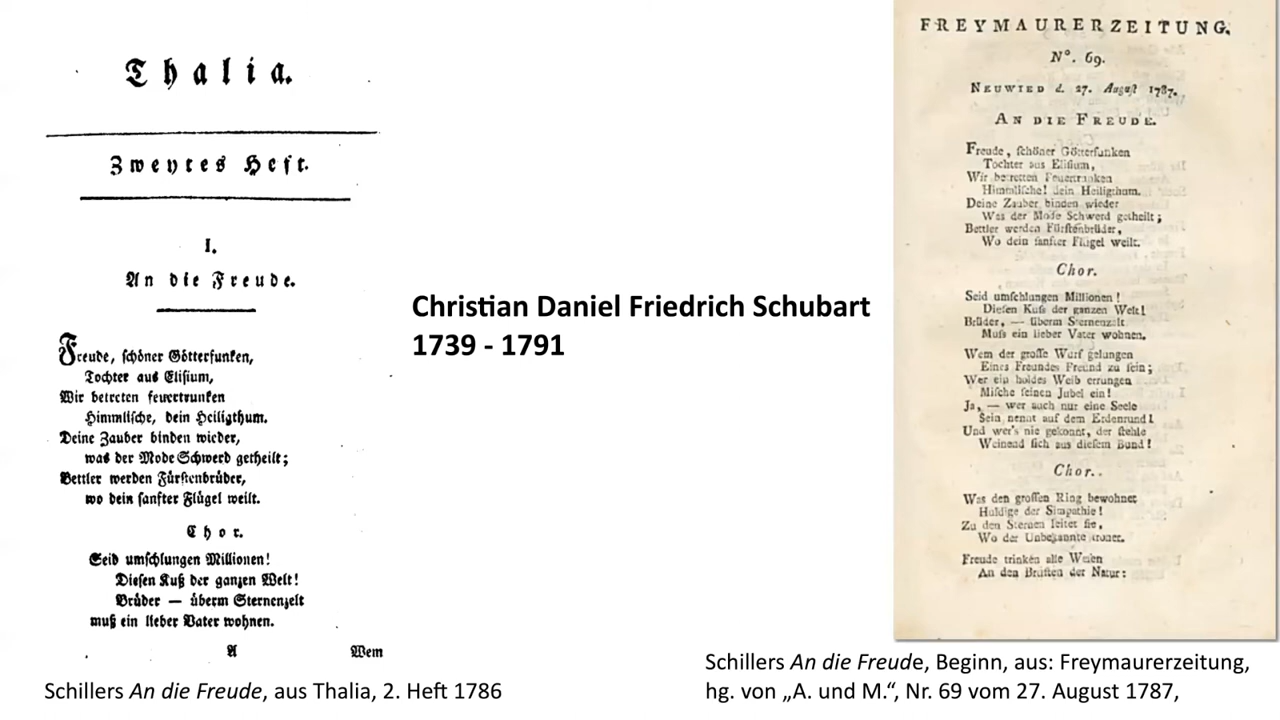 Thalia.
Zweytes Heft.
I.
An die Freude.
Freude, schöner Götterfunken,
Tochter aus Elisium,
Wir betreten feuertrunken
Himmlische, dein Heiligthum.
Deine Zauber binden wieder,
was der Mode Schwerd getheilt;
Bettler werden Fürstenbrüder,
wo dein sanfter Flügel weilt.
Chor.
Seid umschlungen Millionen!
Diesen Kuß der ganzen Welt!
Brüder — überm Sternenzelt
muß ein lieber Vater wohnen.
A Wem
Schillers An die Freude, aus Thalia, 2. Heft 1786
Christian Daniel Friedrich Schubart
1739 - 1791
FREYMAURERZEITUNG.
N°. 69.
NEUWIED d. 27. August 1787.
AN DIE FREUDE.
Freude, schöner Götterfunken
Tochter aus Elisium,
Wir betretten Feuertrunken
Himmlische! dein Heiligthum.
Deine Zauber binden wieder
Was der Mode Schwerd getheilt;
Bettler werden Fürstenbrüder,
Wo dein sanfter Flügel weilt.
Chor.
Seid umschlungen Millionen!
Diesen Kuss der ganzen Welt!
Brüder, — überm Sternenzelt
Muss ein lieber Vater wohnen.
Wem der grosse Wurf gelungen
Eines Freundes Freund zu sein;
Wer ein holdes Weib errungen
Mische seinen Jubel ein!
Ja, — wer auch nur eine Seele
Sein nennt auf dem Erdenrund!
Und wer's nie gekonnt, der stehle
Weinend sich aus diesem Bund!
Chor..
Was den grossen Ring bewohnet
Huldige der Simpathie!
Zu den Sternen leitet sie,
Wo der Unbekannte tronet.
Freude trinken alle Wesen
An den Brüsten der Natur:
Schillers An die Freude, Beginn, aus: Freymaurerzeitung,
hg. von „A. und M.“, Nr. 69 vom 27. August 1787,